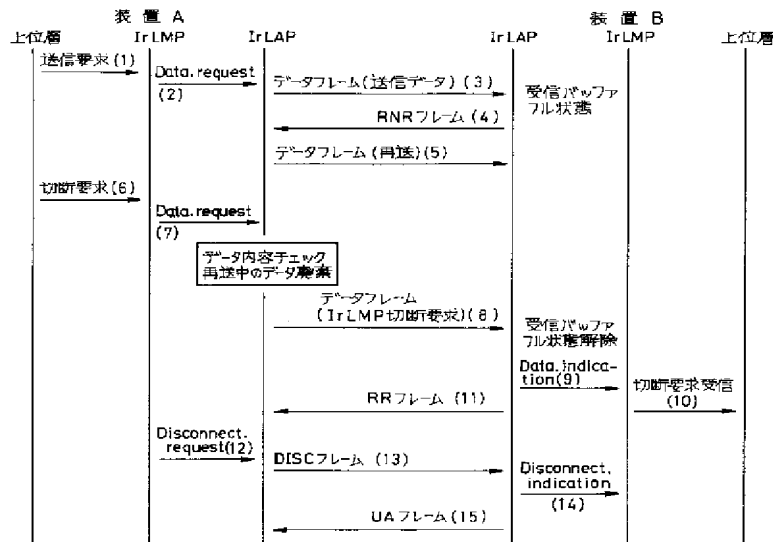 装置A
装置B
上位層
IrLMP
IrLAP
IrLAP
IrLMP
上位層
送信要求(1)
Data.request
(2)
データフレーム(送信データ)(3)
受信バッファ
フル状態
RNRフレーム(4)
データフレーム(再送)(5)
切断要求(6)
Data.request
(7)
データ内容チェック
再送中のデータ廃棄
データフレーム
(IrLMP切断要求)(8)
受信バッファ
フル状態解除
Data.indica-
tion(9)
切断要求受信
(10)
RRフレーム(11)
Disconnect.
request(12)
DISCフレーム(13)
Disconnect.
indication
(14)
UAフレーム(15)